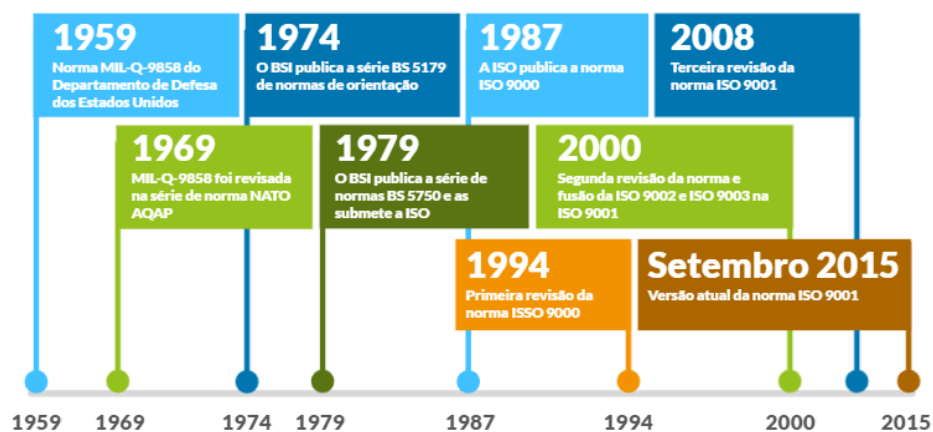 1959
Norma MIL-Q-9858 do
Departamento de Defesa
dos Estados Unidos
1974
O BSI publica a série BS 5179
de normas de orientação
1987
A ISO publica a norma
ISO 9000
2008
Terceira revisão da
norma ISO 9001
1969
MIL-Q-9858 foi revisada
na série de norma NATO
AQAP
1979
O BSI publica a série de
normas BS 5750 e as
submete a ISO
2000
Segunda revisão da norma e
fusão da ISO 9002 e ISO 9003 na
ISO 9001
1994
Primeira revisão da
norma ISSO 9000
Setembro 2015
Versão atual da norma ISO 9001
1959 1969 1974 1979 1987 1994 2000 2015